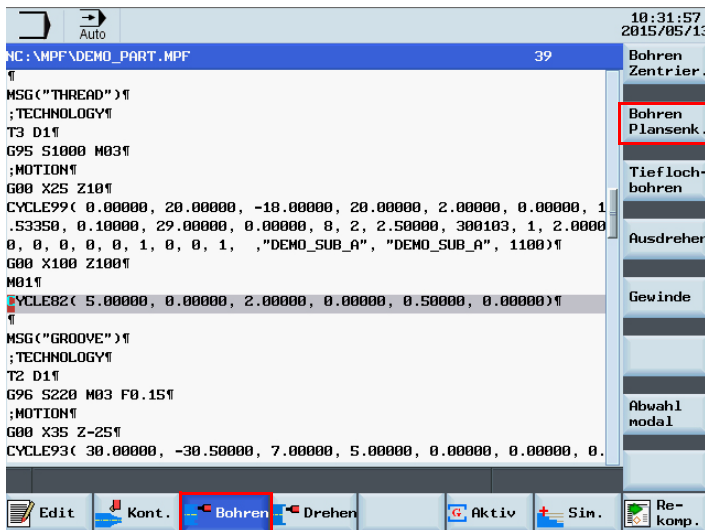 Auto
10:31:57
2015/05/13
NC:\MPF\DEMO_PART.MPF 39
¶
MSG("THREAD")¶
;TECHNOLOGY¶
T3 D1¶
G95 S1000 M03¶
;MOTION¶
G00 X25 Z10¶
CYCLE99( 0.00000, 20.00000, -18.00000, 20.00000, 2.00000, 0.00000, 1
.53350, 0.10000, 29.00000, 0.00000, 8, 2, 2.50000, 300103, 1, 2.0000
0, 0, 0, 0, 0, 1, 0, 0, 1, ,"DEMO_SUB_A", "DEMO_SUB_A", 1100)¶
G00 X100 Z100¶
M01¶
CYCLE82( 5.00000, 0.00000, 2.00000, 0.00000, 0.50000, 0.00000)¶
¶
MSG("GROOVE")¶
;TECHNOLOGY¶
T2 D1¶
G96 S220 M03 F0.15¶
;MOTION¶
G00 X35 Z-25¶
CYCLE93( 30.00000, -30.50000, 7.00000, 5.00000, 0.00000, 0.00000, 0.
Bohren
Zentrier.
Bohren
Plansenk.
Tiefloch-
bohren
Ausdrehen
Gewinde
Abwahl
modal
Edit
Kont.
Bohren
Drehen
G Aktiv
Sim.
Re-
komp.